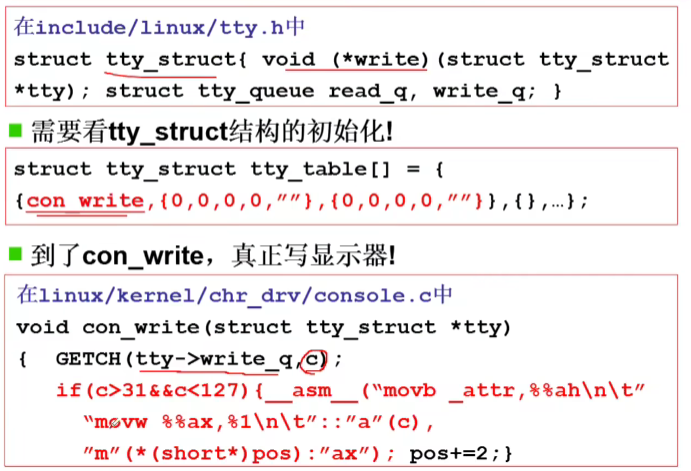 在include/linux/tty.h中
struct tty_struct{ void (*write)(struct tty_struct
*tty); struct tty_queue read_q, write_q; }
需要看tty_struct结构的初始化!
struct tty_struct tty_table[] = {
{con_write,{0,0,0,0,""},{0,0,0,0,""}},{},…};
到了con_write，真正写显示器!
在linux/kernel/chr_drv/console.c中
void con_write(struct tty_struct *tty)
{ GETCH(tty->write_q,c);
if(c>31&&c<127){__asm__(“movb _attr,%%ah\n\t”
“movw %%ax,%1\n\t”::”a”(c),
”m”(*(short*)pos):”ax”); pos+=2;}